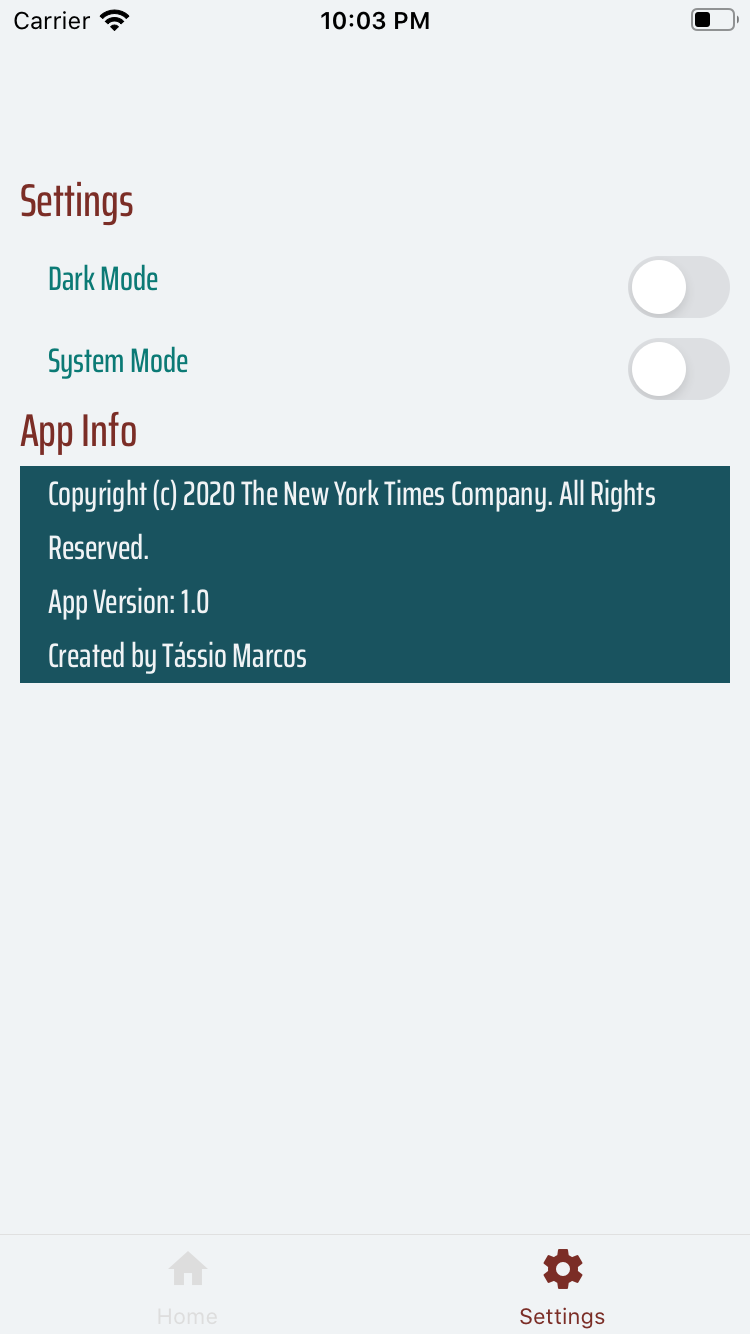 Carrier 10:03 PM
Settings
Dark Mode
System Mode
App Info
Copyright (c) 2020 The New York Times Company. All Rights
Reserved.
App Version: 1.0
Created by Tássio Marcos
Home Settings